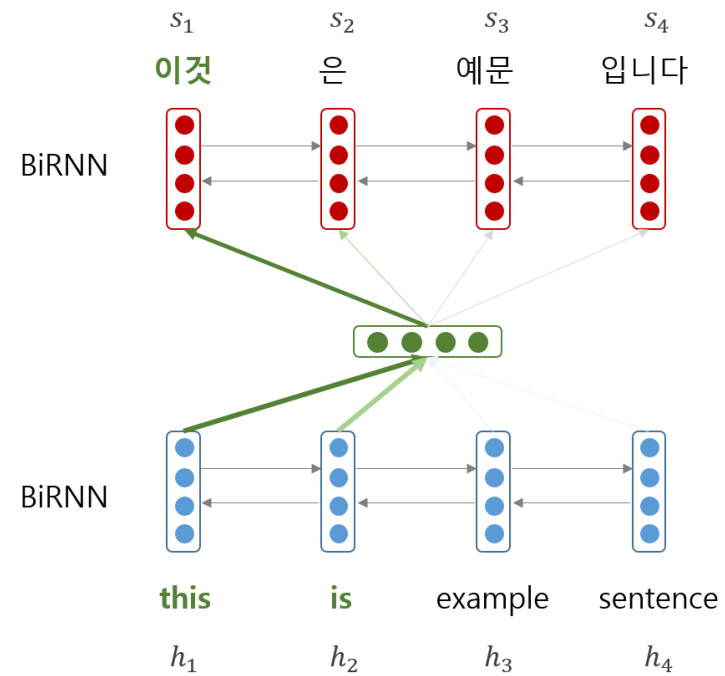 s₁ s₂ s₃ s₄
이것 은 예문 입니다
BiRNN
BiRNN
this is example sentence
h₁ h₂ h₃ h₄